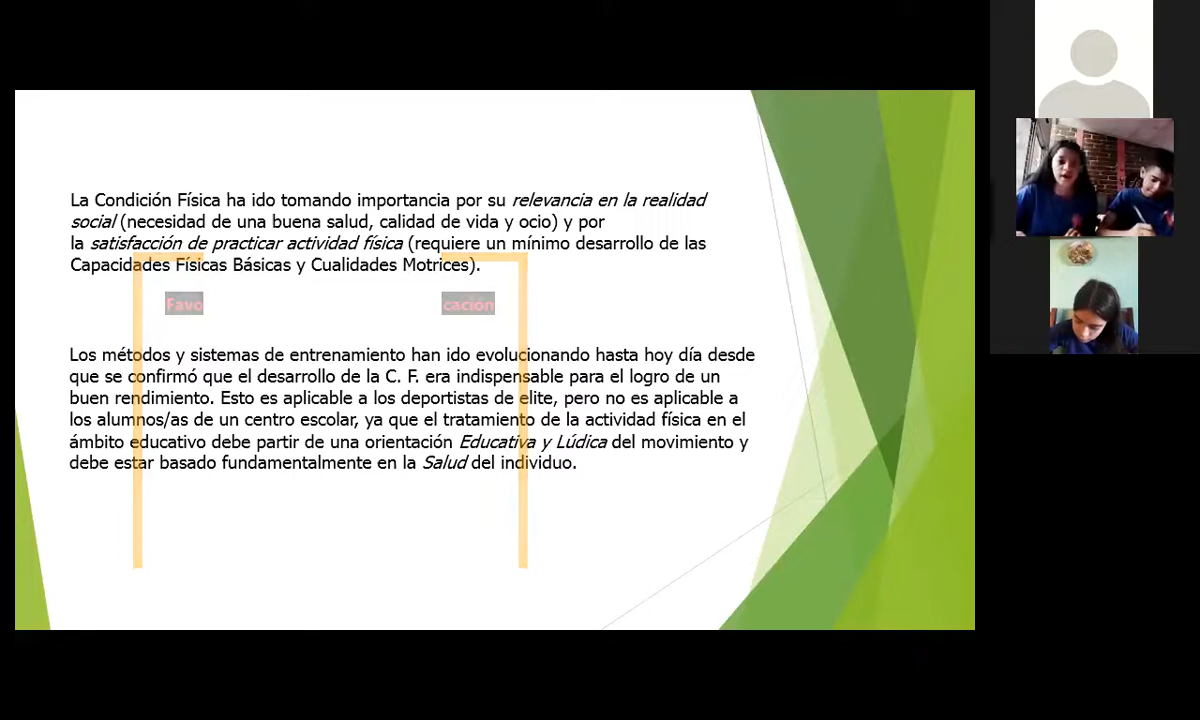 La Condición Física ha ido tomando importancia por su relevancia en la realidad
social (necesidad de una buena salud, calidad de vida y ocio) y por
la satisfacción de practicar actividad física (requiere un mínimo desarrollo de las
Capacidades Físicas Básicas y Cualidades Motrices).
Favo
cación
Los métodos y sistemas de entrenamiento han ido evolucionando hasta hoy día desde
que se confirmó que el desarrollo de la C. F. era indispensable para el logro de un
buen rendimiento. Esto es aplicable a los deportistas de elite, pero no es aplicable a
los alumnos/as de un centro escolar, ya que el tratamiento de la actividad física en el
ámbito educativo debe partir de una orientación Educativa y Lúdica del movimiento y
debe estar basado fundamentalmente en la Salud del individuo.